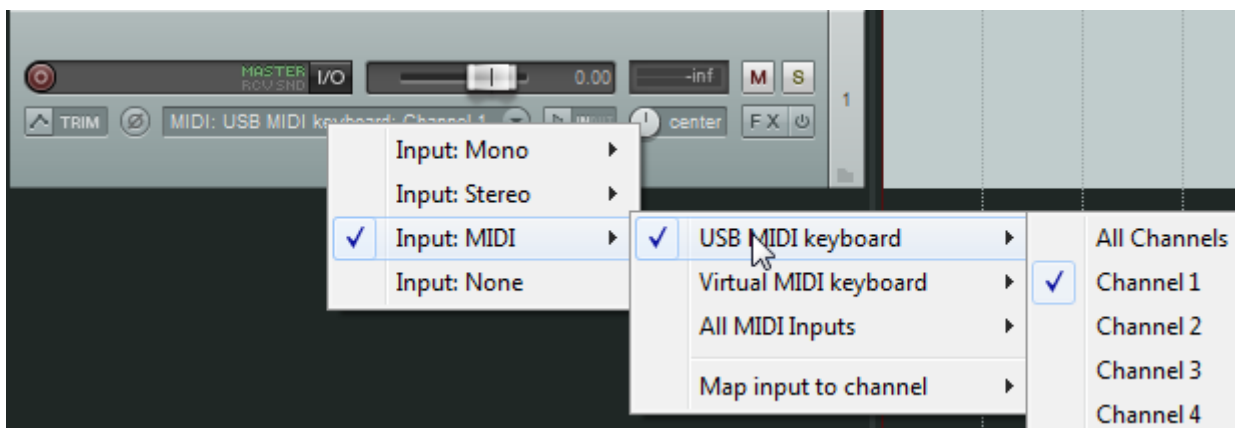 MASTER I/O 0.00 -inf M S
RCV SND
1
TRIM MIDI: USB MIDI keyboard: Channel 1 center FX
Input: Mono
Input: Stereo
Input: MIDI
Input: None
USB MIDI keyboard
Virtual MIDI keyboard
All MIDI Inputs
Map input to channel
All Channels
Channel 1
Channel 2
Channel 3
Channel 4